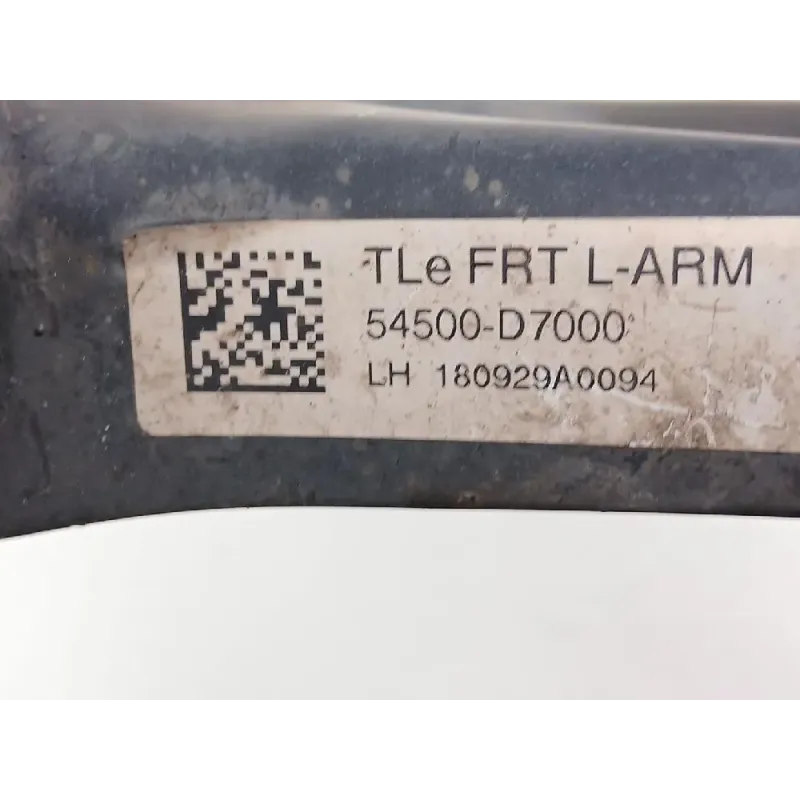 TLe FRT L-ARM
54500-D7000
LH 180929A0094